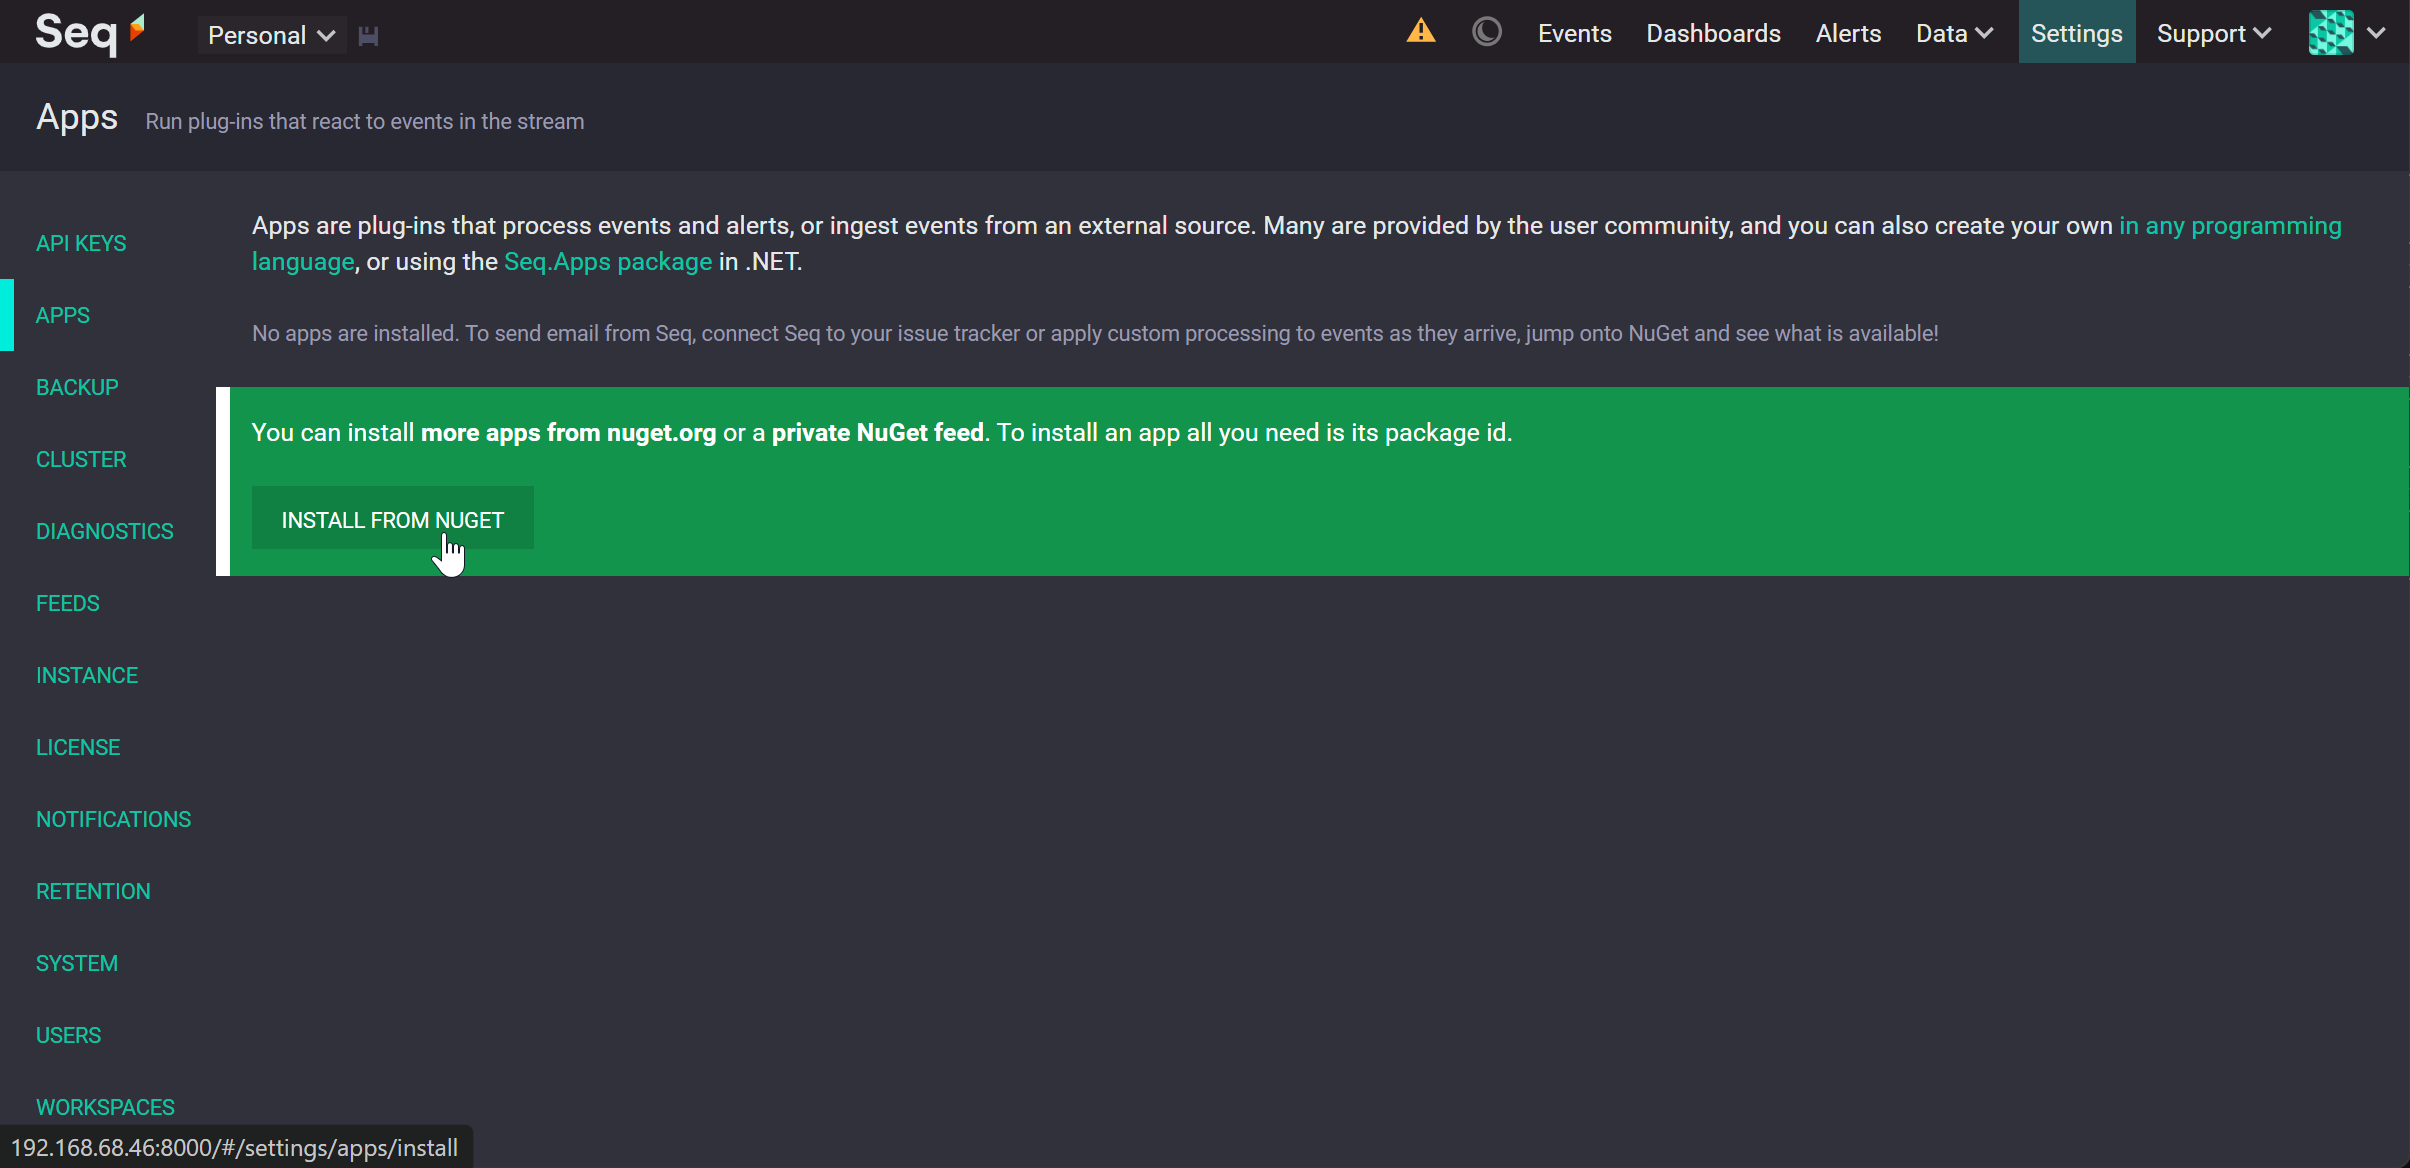 Seq
Personal
Events Dashboards Alerts Data Settings Support
Apps Run plug-ins that react to events in the stream
API KEYS
APPS
BACKUP
CLUSTER
DIAGNOSTICS
FEEDS
INSTANCE
LICENSE
NOTIFICATIONS
RETENTION
SYSTEM
USERS
WORKSPACES
Apps are plug-ins that process events and alerts, or ingest events from an external source. Many are provided by the user community, and you can also create your own in any programming
language, or using the Seq.Apps package in .NET.
No apps are installed. To send email from Seq, connect Seq to your issue tracker or apply custom processing to events as they arrive, jump onto NuGet and see what is available!
You can install more apps from nuget.org or a private NuGet feed. To install an app all you need is its package id.
INSTALL FROM NUGET
192.168.68.46:8000/#/settings/apps/install